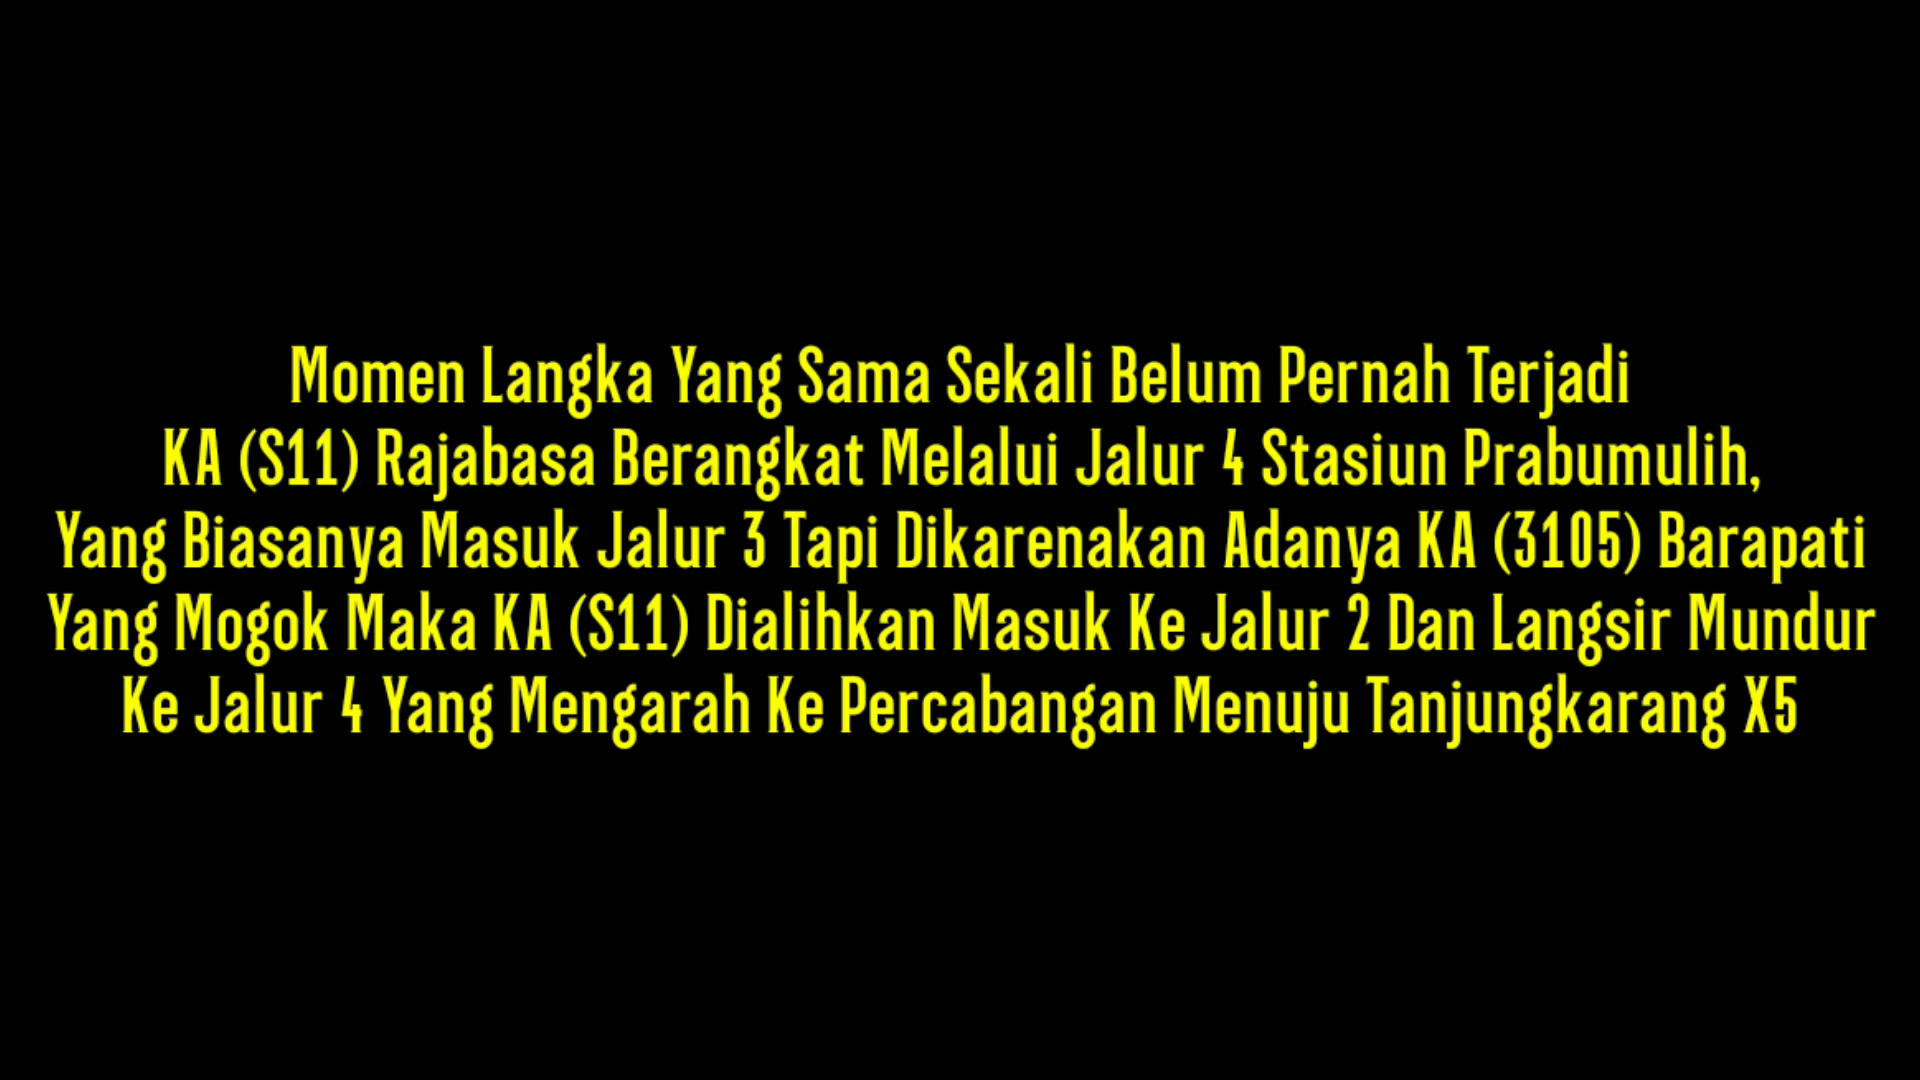 Momen Langka Yang Sama Sekali Belum Pernah Terjadi
KA (S11) Rajabasa Berangkat Melalui Jalur 4 Stasiun Prabumulih,
Yang Biasanya Masuk Jalur 3 Tapi Dikarenakan Adanya KA (3105) Barapati
Yang Mogok Maka KA (S11) Dialihkan Masuk Ke Jalur 2 Dan Langsir Mundur
Ke Jalur 4 Yang Mengarah Ke Percabangan Menuju Tanjungkarang X5